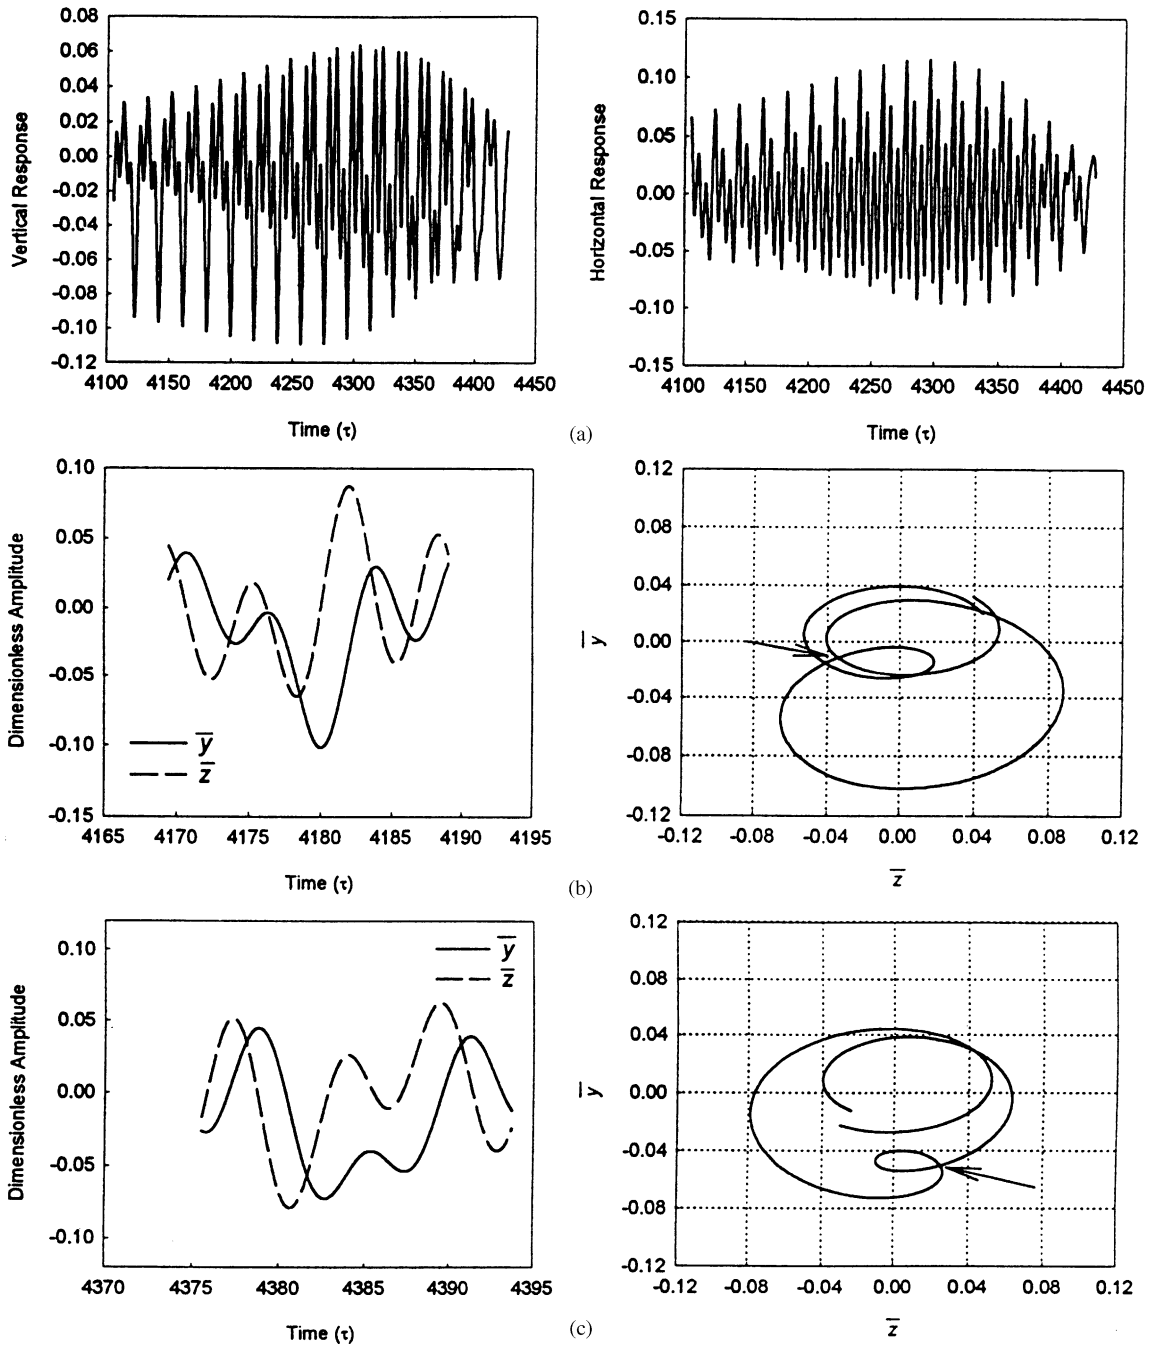 Vertical Response
0.08
0.06
0.04
0.02
0.00
-0.02
-0.04
-0.06
-0.08
-0.10
-0.12
4100 4150 4200 4250 4300 4350 4400 4450
Time (τ)
Horizontal Response
0.15
0.10
0.05
0.00
-0.05
-0.10
-0.15
4100 4150 4200 4250 4300 4350 4400 4450
Time (τ)
(a)
Dimensionless Amplitude
0.10
0.05
0.00
-0.05
-0.10
-0.15
y̅
z̅
4165 4170 4175 4180 4185 4190 4195
Time (τ)
y̅
0.12
0.08
0.04
0.00
-0.04
-0.08
-0.12
-0.12 -0.08 -0.04 0.00 0.04 0.08 0.12
z̅
(b)
Dimensionless Amplitude
0.10
0.05
0.00
-0.05
-0.10
y̅
z̅
4370 4375 4380 4385 4390 4395
Time (τ)
y̅
0.12
0.08
0.04
0.00
-0.04
-0.08
-0.12
-0.12 -0.08 -0.04 0.00 0.04 0.08 0.12
z̅
(c)